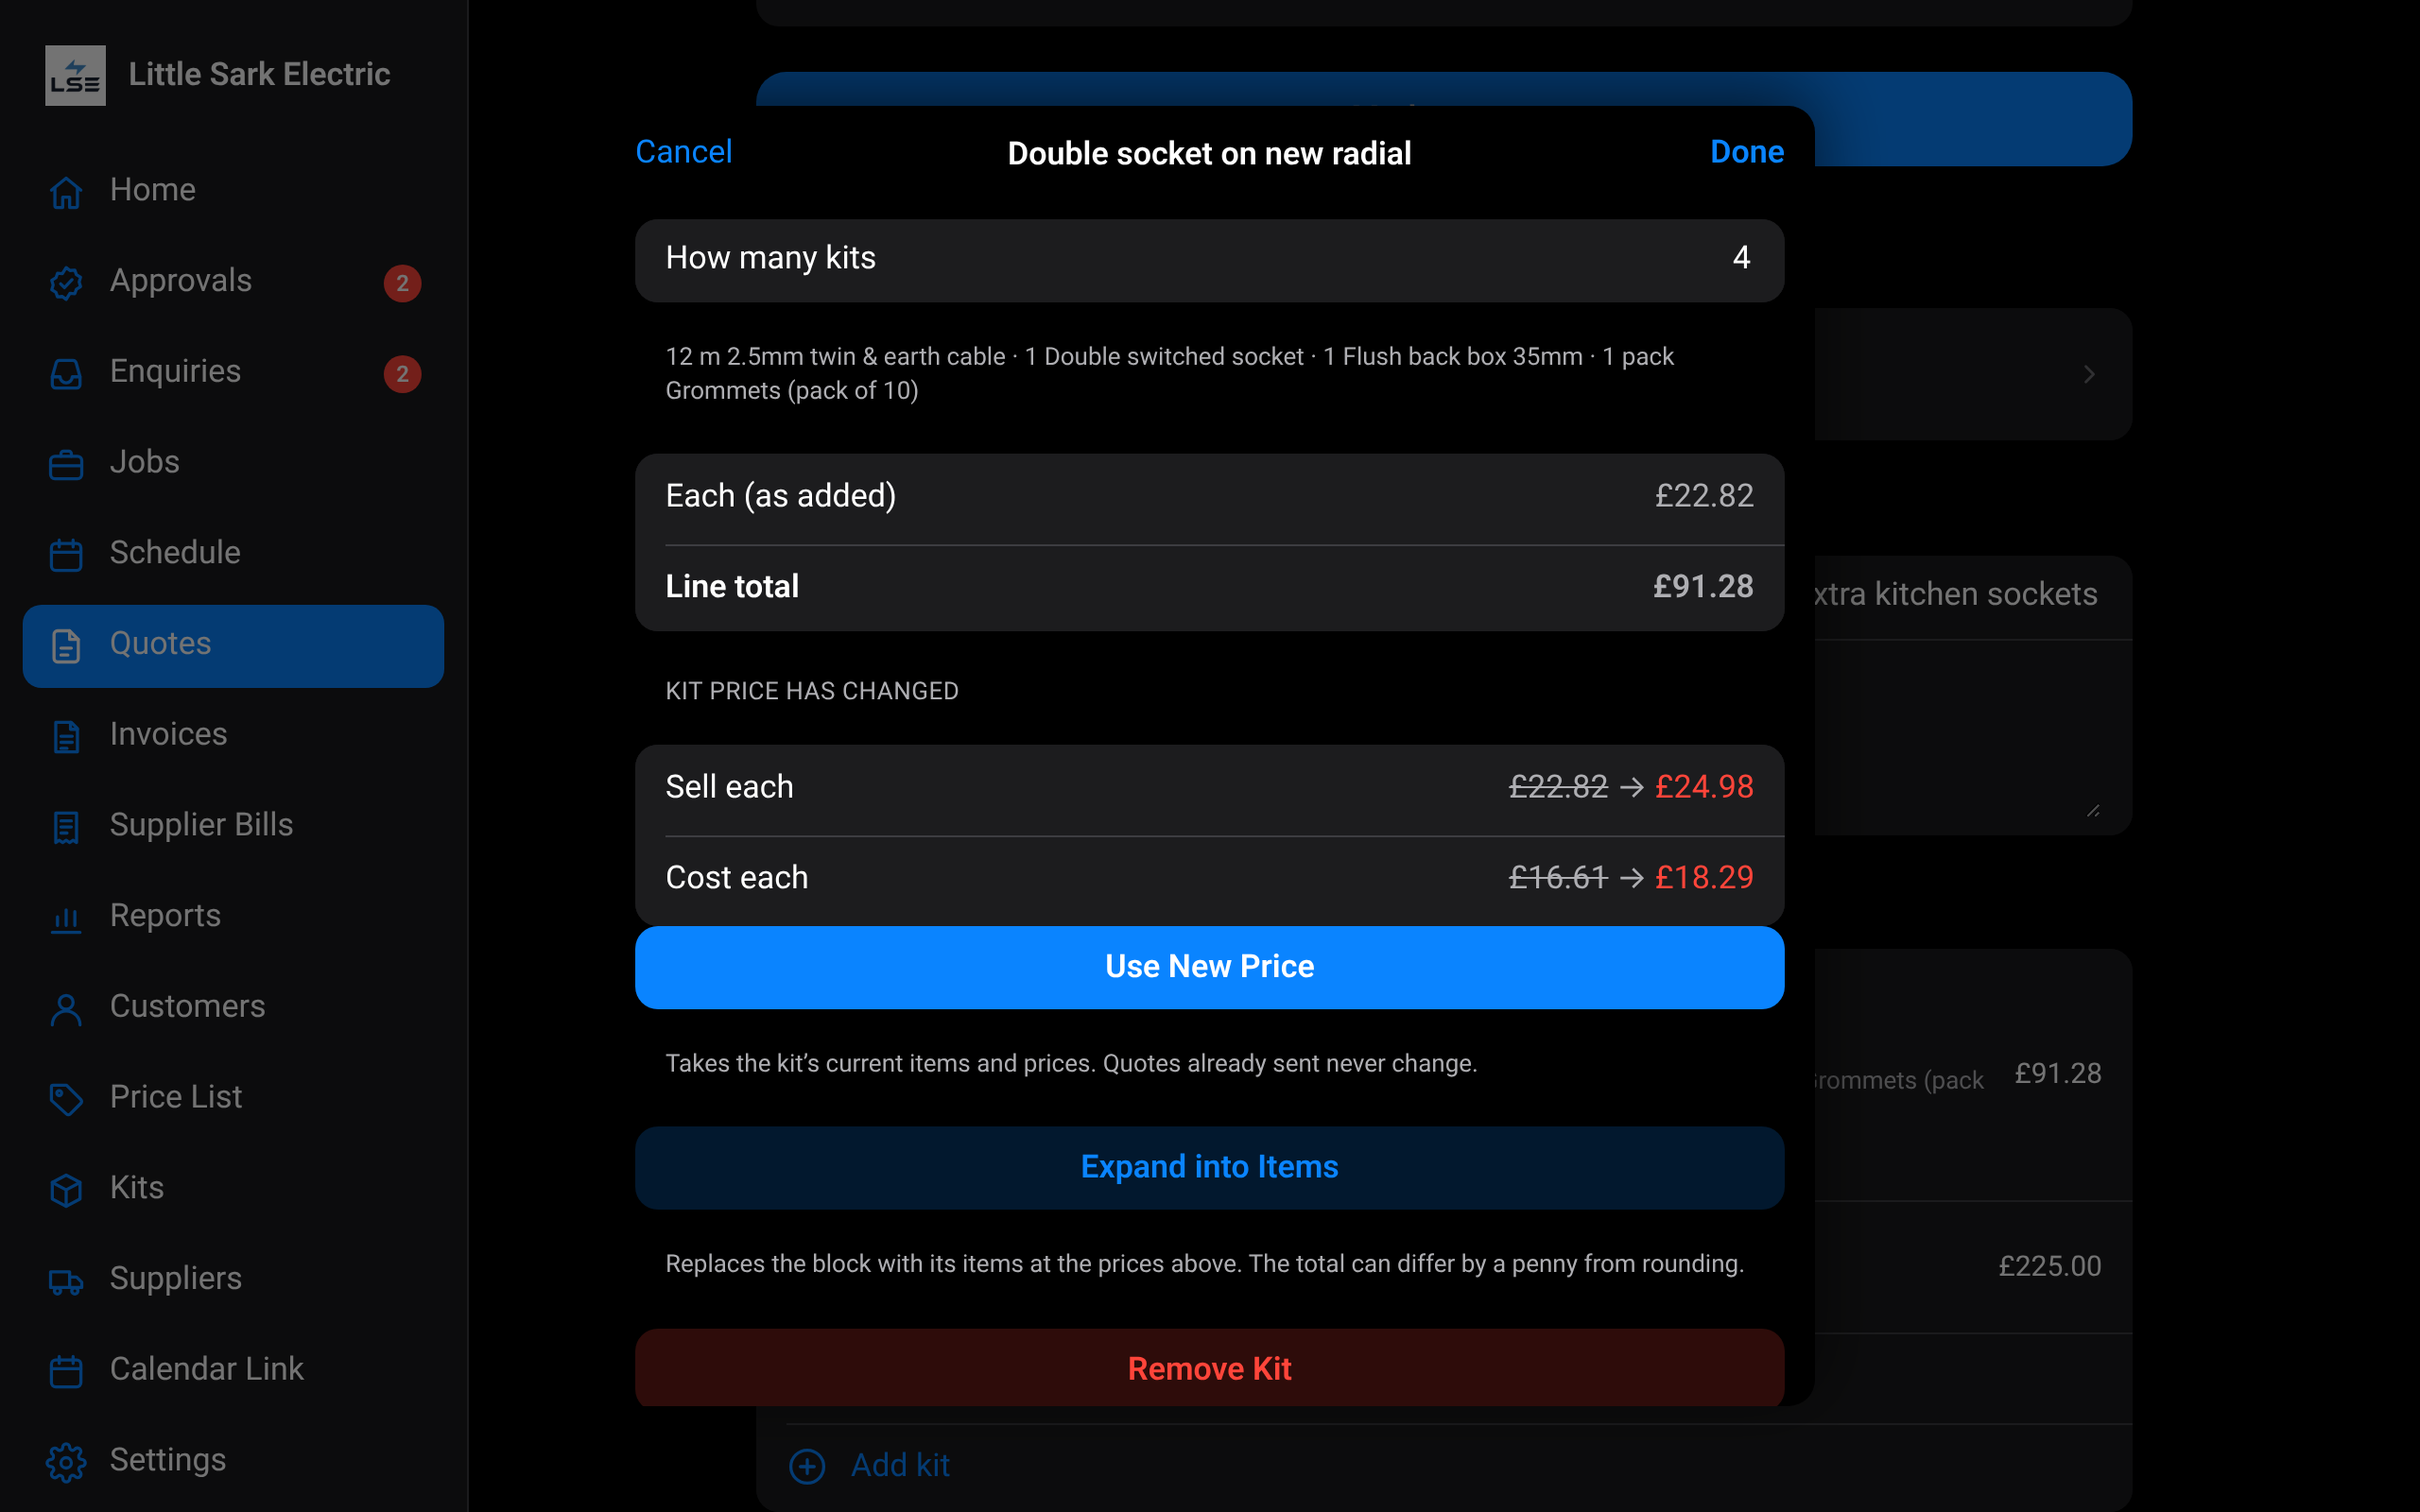 LSE
Little Sark Electric
Home
Approvals
2
Enquiries
2
Jobs
Schedule
Quotes
Invoices
Supplier Bills
Reports
Customers
Price List
Kits
Suppliers
Calendar Link
Settings
Cancel
Double socket on new radial
Done
How many kits
4
12 m 2.5mm twin & earth cable · 1 Double switched socket · 1 Flush back box 35mm · 1 pack
Grommets (pack of 10)
Each (as added)
£22.82
Line total
£91.28
KIT PRICE HAS CHANGED
Sell each
£22.82 → £24.98
Cost each
£16.61 → £18.29
Use New Price
Takes the kit’s current items and prices. Quotes already sent never change.
Expand into Items
Replaces the block with its items at the prices above. The total can differ by a penny from rounding.
Remove Kit
kitchen sockets
(pack
£91.28
£225.00
Add kit